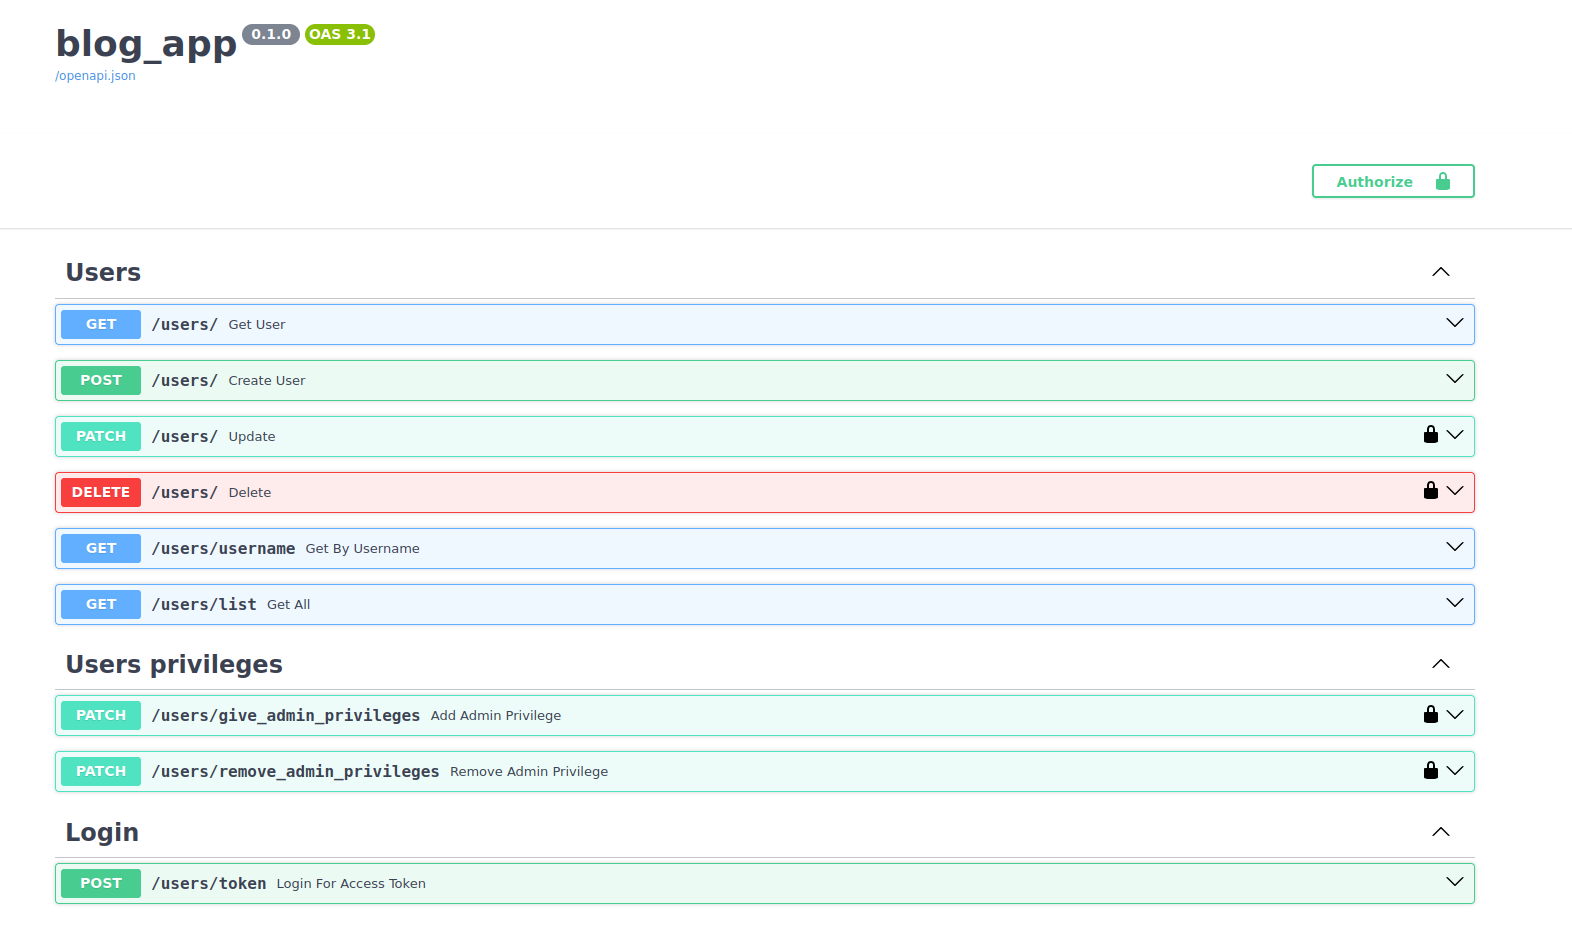 blog_app 0.1.0 OAS 3.1
/openapi.json
Authorize
Users
GET /users/ Get User
POST /users/ Create User
PATCH /users/ Update
DELETE /users/ Delete
GET /users/username Get By Username
GET /users/list Get All
Users privileges
PATCH /users/give_admin_privileges Add Admin Privilege
PATCH /users/remove_admin_privileges Remove Admin Privilege
Login
POST /users/token Login For Access Token